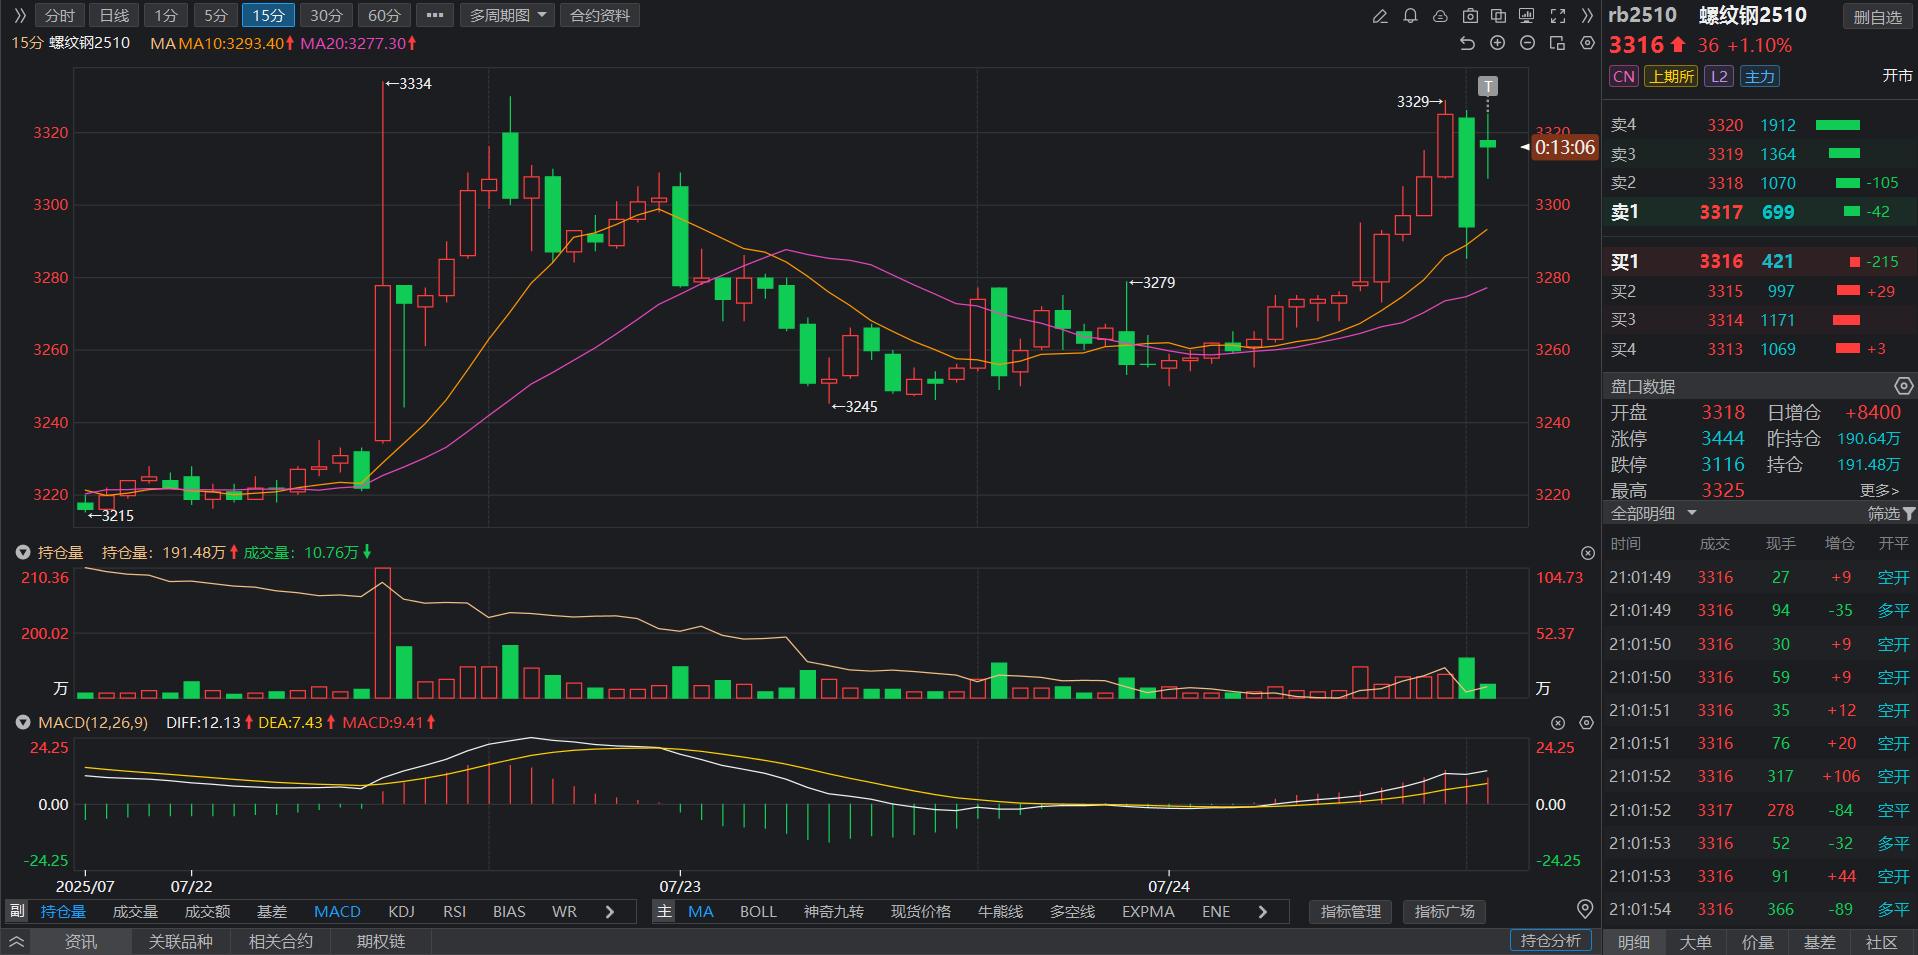 分时 日线 1分 5分 15分 30分 60分 ••• 多周期图 合约资料
15分 螺纹钢2510 MA MA10:3293.40 MA20:3277.30
←3334
3329→
T
3320 3320
0:13:06
3300 3300
3280 3280
←3279
3260 3260
←3245
3240 3240
3220 3220
←3215
持仓量 持仓量：191.48万 成交量：10.76万
210.36 104.73
200.02 52.37
万 万
MACD(12,26,9) DIFF:12.13 DEA:7.43 MACD:9.41
24.25 24.25
0.00 0.00
-24.25 -24.25
2025/07 07/22 07/23 07/24
副 持仓量 成交量 成交额 基差 MACD KDJ RSI BIAS WR 主 MA BOLL 神奇九转 现货价格 牛熊线 多空线 EXPMA ENE 指标管理 指标广场
资讯 关联品种 相关合约 期权链 持仓分析
rb2510 螺纹钢2510 删自选
3316 36 +1.10%
CN 上期所 L2 主力 开市
卖4 3320 1912
卖3 3319 1364
卖2 3318 1070 -105
卖1 3317 699 -42
买1 3316 421 -215
买2 3315 997 +29
买3 3314 1171
买4 3313 1069 +3
盘口数据
开盘 3318 日增仓 +8400
涨停 3444 昨持仓 190.64万
跌停 3116 持仓 191.48万
最高 3325 更多>
全部明细 筛选
时间 成交 现手 增仓 开平
21:01:49 3316 27 +9 空开
21:01:49 3316 94 -35 多平
21:01:50 3316 30 +9 空开
21:01:50 3316 59 +9 空开
21:01:51 3316 35 +12 空开
21:01:51 3316 76 +20 空开
21:01:52 3316 317 +106 空开
21:01:52 3317 278 -84 空平
21:01:53 3316 52 -32 多平
21:01:53 3316 91 +44 空开
21:01:54 3316 366 -89 多平
明细 大单 价量 基差 社区